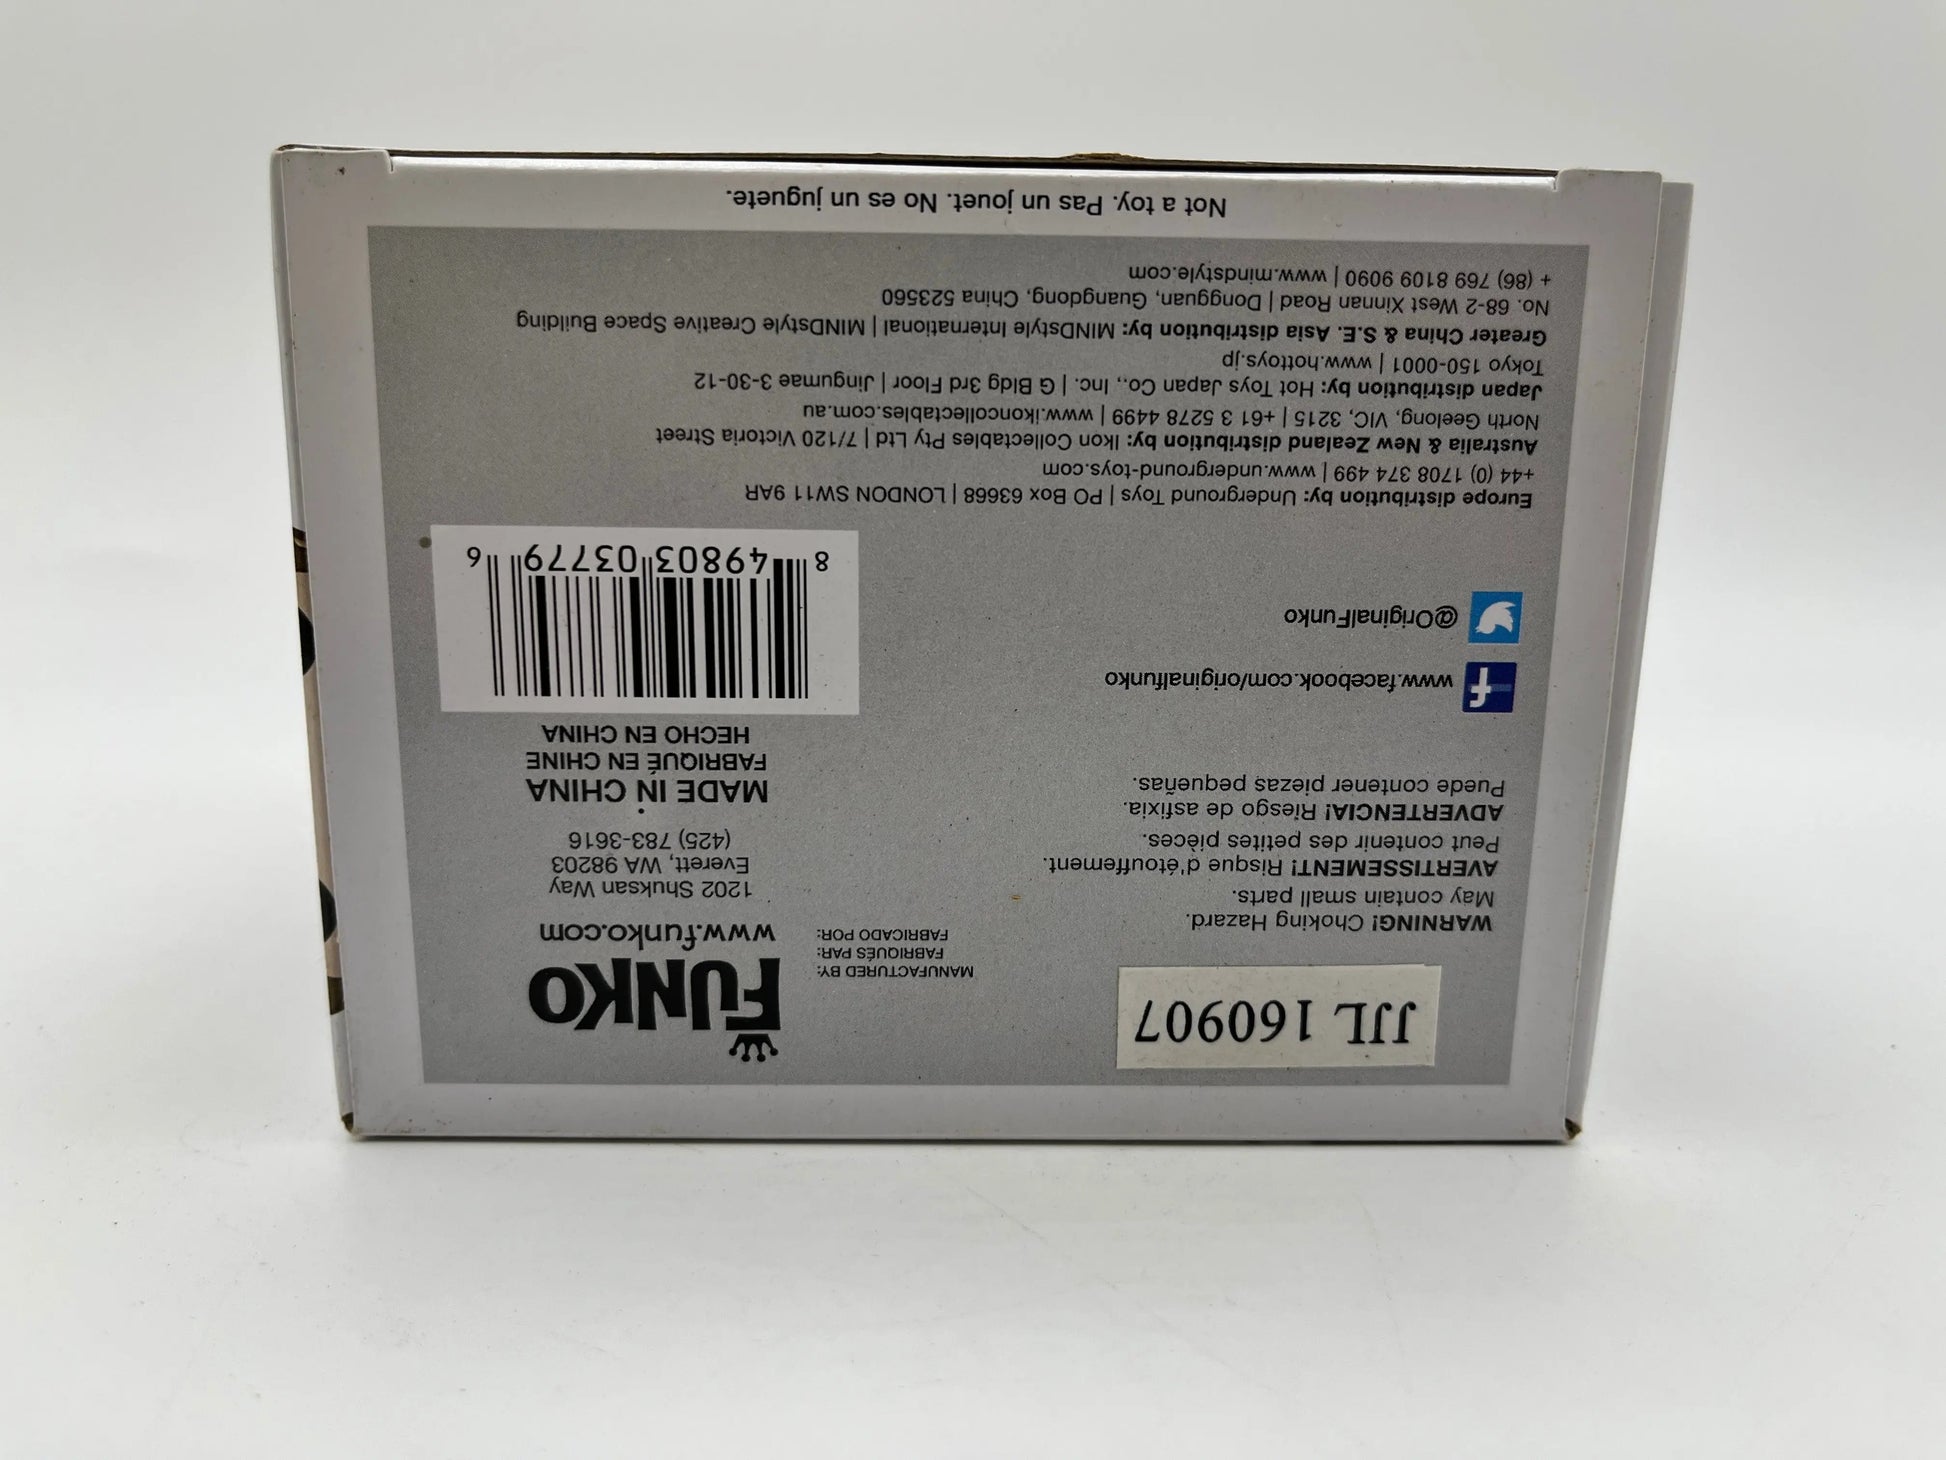 JJL 160907
WARNING! Choking Hazard.
May contain small parts.
AVERTISSEMENT! Risque d'étouffement.
Peut contenir des petites pièces.
ADVERTENCIA! Riesgo de asfixia.
Puede contener piezas pequeñas.
www.facebook.com/originalfunko
@OriginalFunko
MANUFACTURED BY:
FABRIQUÉS PAR:
FABRICADO POR:
FUNKO
www.funko.com
1202 Shuksan Way
Everett, WA 98203
(425) 783-3616
MADE IN CHINA
FABRIQUÉ EN CHINE
HECHO EN CHINA
8 49803 03779 6
Europe distribution by: Underground Toys | PO Box 63668 | LONDON SW11 9AR
+44 (0) 1708 374 499 | www.underground-toys.com
Australia & New Zealand distribution by: Ikon Collectables Pty Ltd | 7/120 Victoria Street
North Geelong, VIC, 3215 | +61 3 5278 4499 | www.ikoncollectables.com.au
Japan distribution by: Hot Toys Japan Co., Inc. | G Bldg 3rd Floor | Jingumae 3-30-12
Tokyo 150-0001 | www.hottoys.jp
Greater China & S.E. Asia distribution by: MINDstyle International | MINDstyle Creative Space Building
No. 68-2 West Xinnan Road | Dongguan, Guangdong, China 523560
+ (86) 769 8109 9090 | www.mindstyle.com
Not a toy. Pas un jouet. No es un juguete.